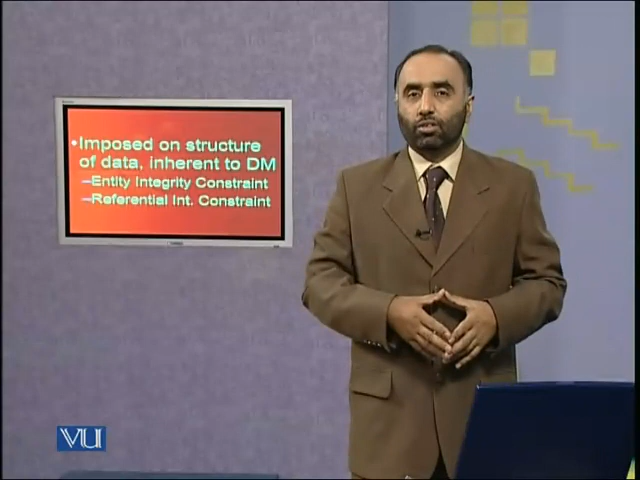 •Imposed on structure
of data, inherent to DM
–Entity Integrity Constraint
–Referential Int. Constraint
VU